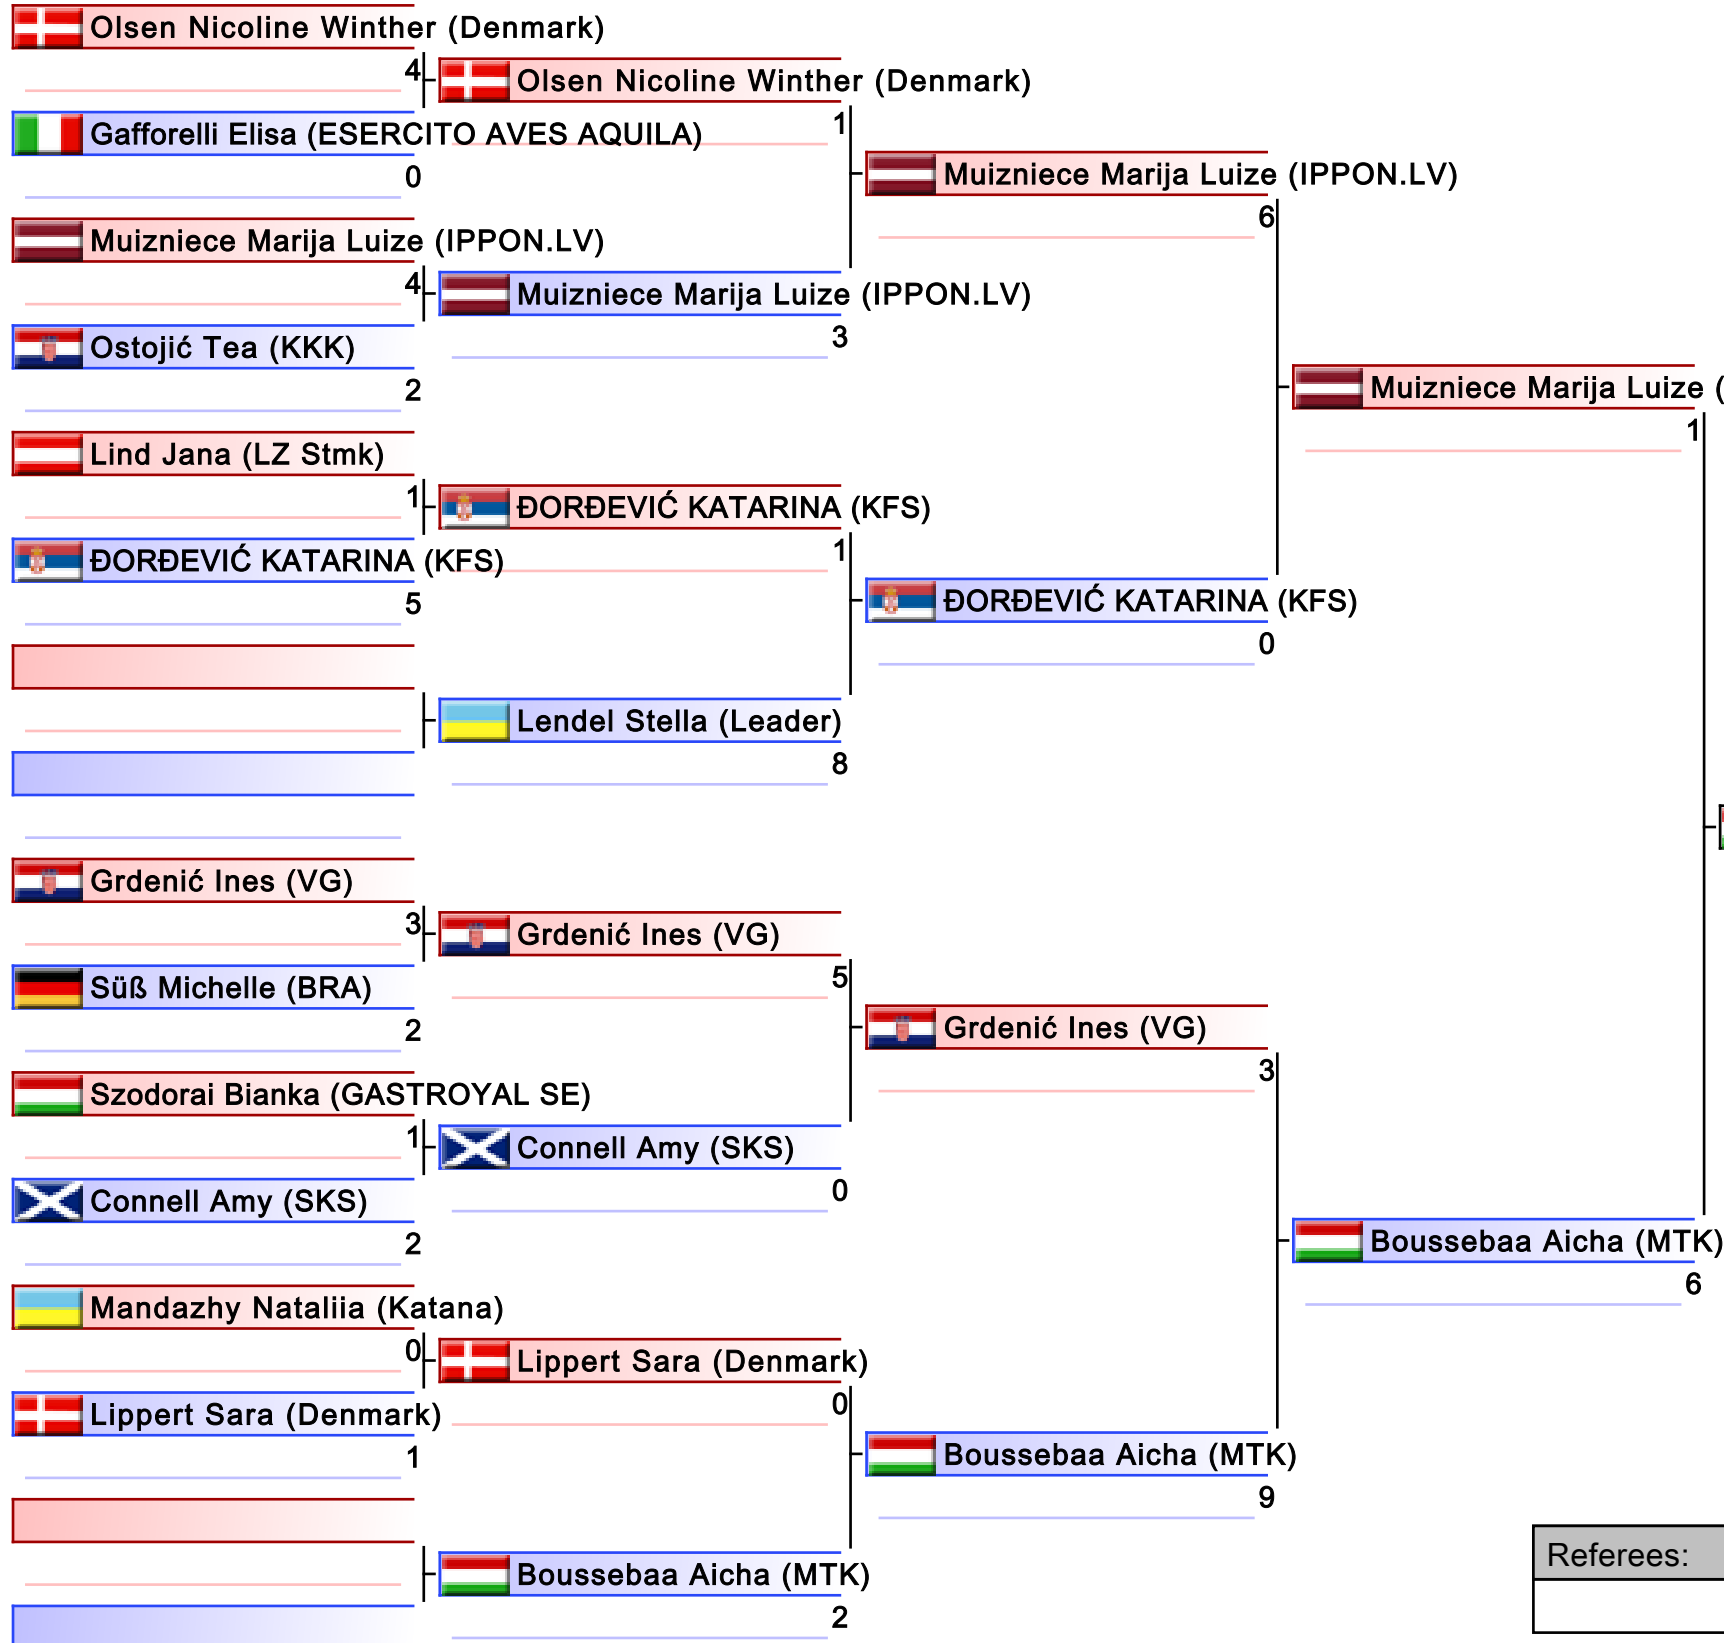 Olsen Nicoline Winther (Denmark)
4
Olsen Nicoline Winther (Denmark)
1
Gafforelli Elisa (ESERCITO AVES AQUILA)
0
Muizniece Marija Luize (IPPON.LV)
6
Muizniece Marija Luize (IPPON.LV)
4
Muizniece Marija Luize (IPPON.LV)
3
Ostojić Tea (KKK)
2
Muizniece Marija Luize (
1
Lind Jana (LZ Stmk)
1
ĐORĐEVIĆ KATARINA (KFS)
1
ĐORĐEVIĆ KATARINA (KFS)
5
ĐORĐEVIĆ KATARINA (KFS)
0
Lendel Stella (Leader)
8
Grdenić Ines (VG)
3
Grdenić Ines (VG)
5
Süß Michelle (BRA)
2
Grdenić Ines (VG)
3
Szodorai Bianka (GASTROYAL SE)
1
Connell Amy (SKS)
0
Connell Amy (SKS)
2
Boussebaa Aicha (MTK)
6
Mandazhy Nataliia (Katana)
0
Lippert Sara (Denmark)
0
Lippert Sara (Denmark)
1
Boussebaa Aicha (MTK)
9
Boussebaa Aicha (MTK)
2
Referees: